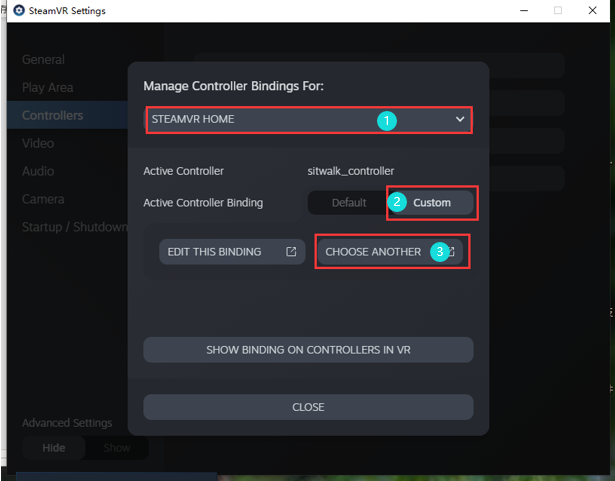 SteamVR Settings
General
Play Area
Controllers
Video
Audio
Camera
Startup / Shutdown
Manage Controller Bindings For:
STEAMVR HOME 1
Active Controller sitwalk_controller
Active Controller Binding Default 2 Custom
EDIT THIS BINDING CHOOSE ANOTHER 3
SHOW BINDING ON CONTROLLERS IN VR
CLOSE
Advanced Settings
Hide Show